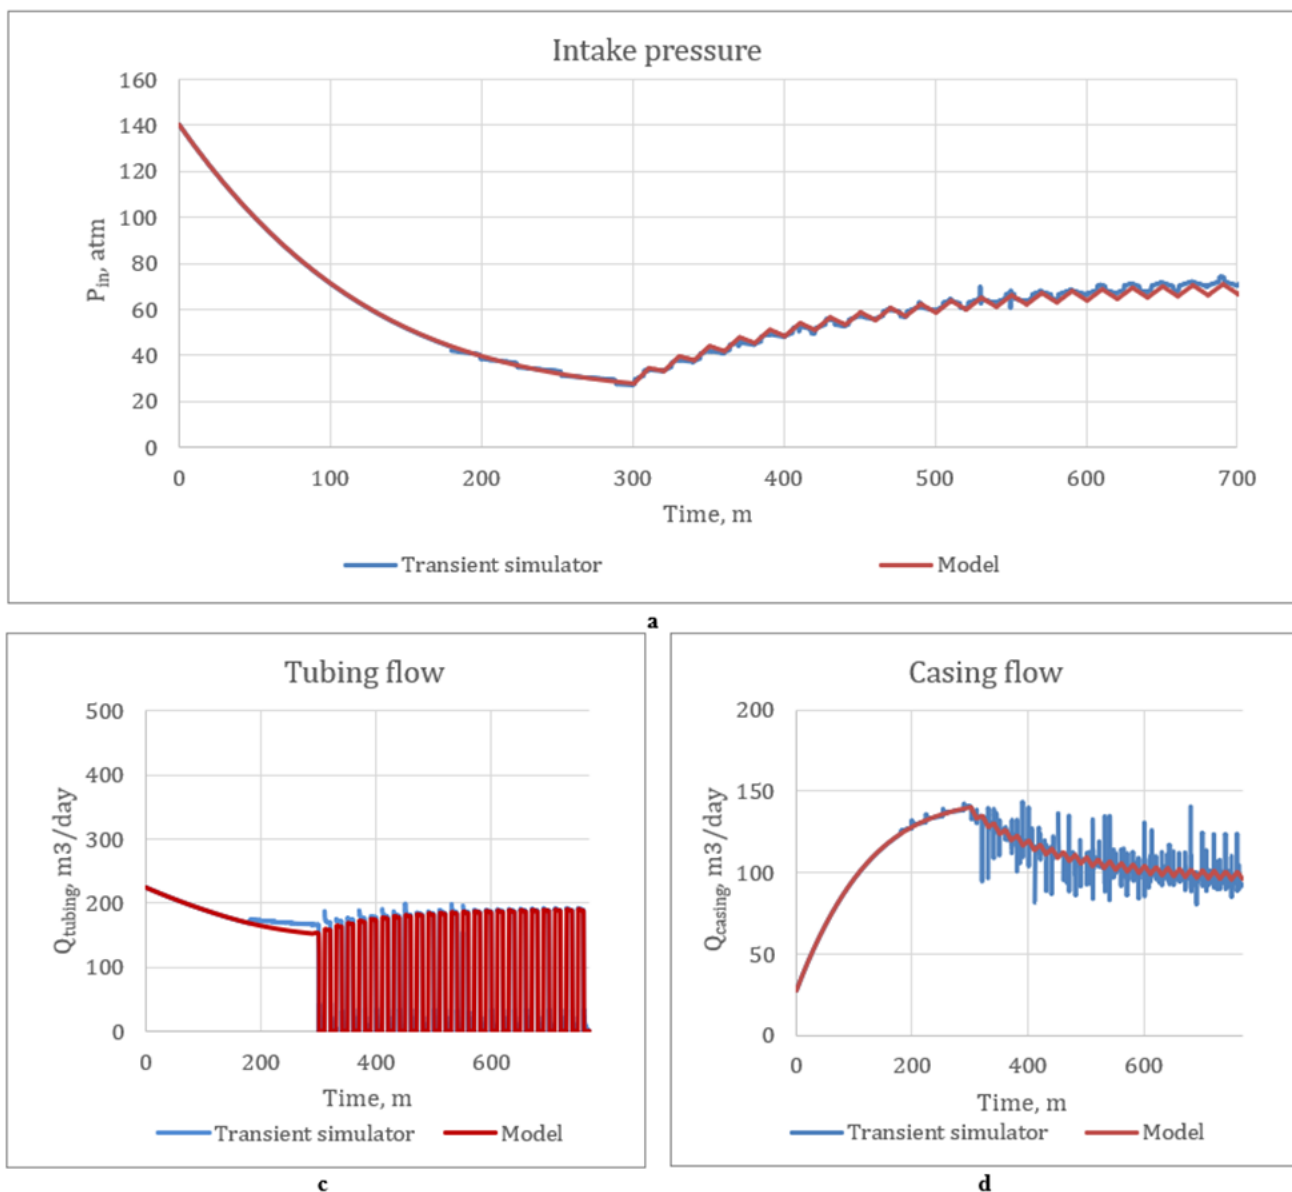 Intake pressure
160
140
120
100
80
60
40
20
0
P_in, atm
0 100 200 300 400 500 600 700
Time, m
Transient simulator Model
a
Tubing flow
500
400
300
200
100
0
Q_tubing, m3/day
0 200 400 600
Time, m
Transient simulator Model
c
Casing flow
200
150
100
50
0
Q_casing, m3/day
0 200 400 600
Time, m
Transient simulator Model
d